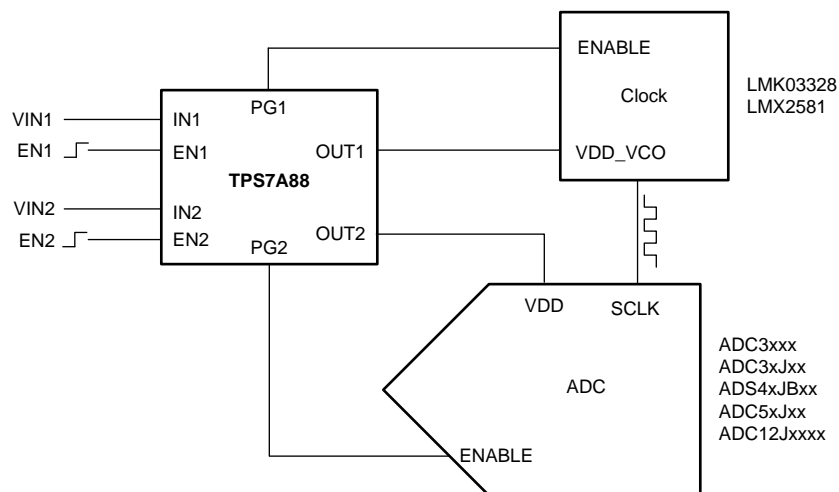 ENABLE
Clock
LMK03328
LMX2581
VDD_VCO
PG1
VIN1
IN1
EN1
EN1
OUT1
TPS7A88
VIN2
IN2
EN2
EN2
OUT2
PG2
VDD
SCLK
ADC
ADC3xxx
ADC3xJxx
ADS4xJBxx
ADC5xJxx
ADC12Jxxxx
ENABLE